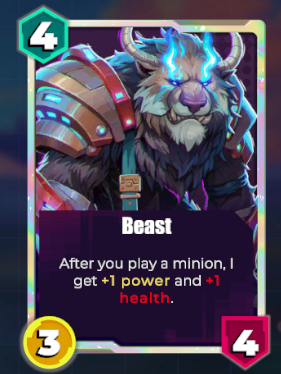 4
Beast
After you play a minion, I
get +1 power and +1
health.
3
4